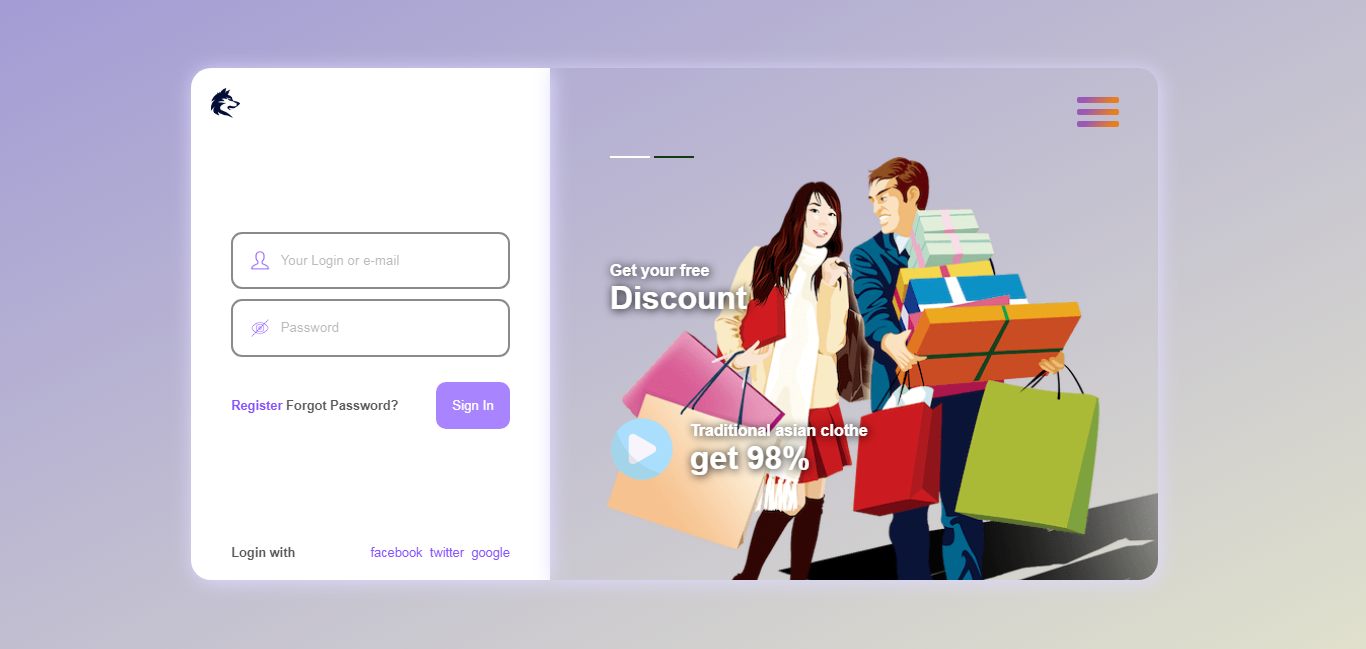 Your Login or e-mail
Password
Register Forgot Password?
Sign In
Login with
facebook twitter google
Get your free
Discount
Traditional asian clothe
get 98%